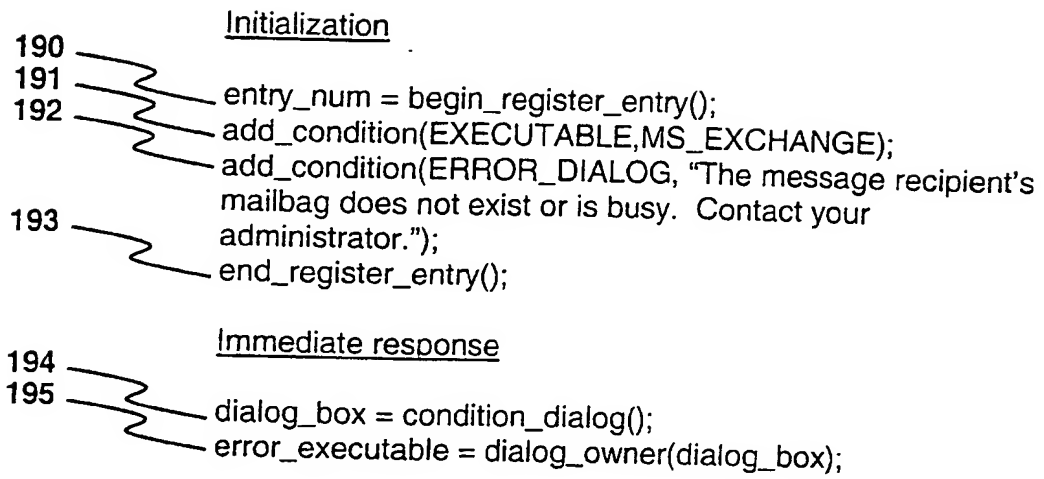 Initialization
190
191
192
entry_num = begin_register_entry();
add_condition(EXECUTABLE,MS_EXCHANGE);
add_condition(ERROR_DIALOG, "The message recipient's
mailbag does not exist or is busy.  Contact your
administrator.");
193
end_register_entry();
Immediate response
194
195
dialog_box = condition_dialog();
error_executable = dialog_owner(dialog_box);